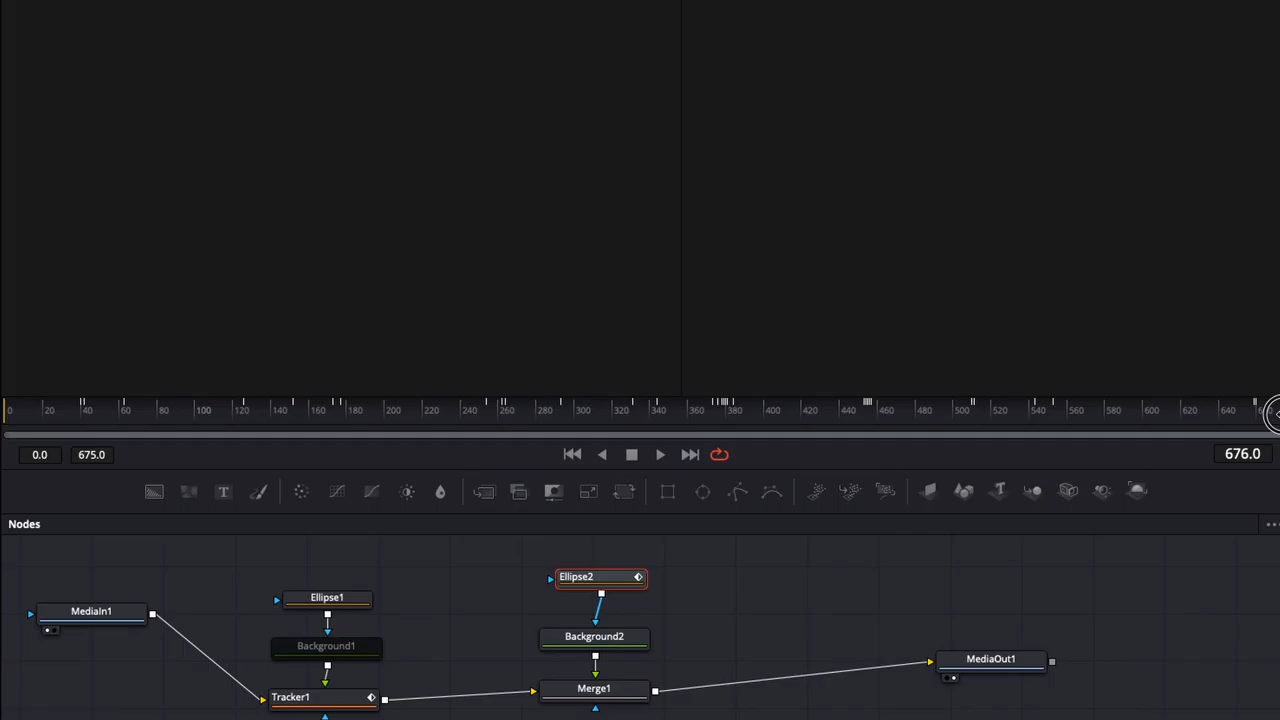 0 20 40 60 80 100 120 140 160 180 200 220 240 260 280 300 320 340 360 380 400 420 440 460 480 500 520 540 560 580 600 620 640
0.0 675.0 676.0
T
Nodes
Ellipse2
Ellipse1
MediaIn1
Background2
Background1
MediaOut1
Merge1
Tracker1